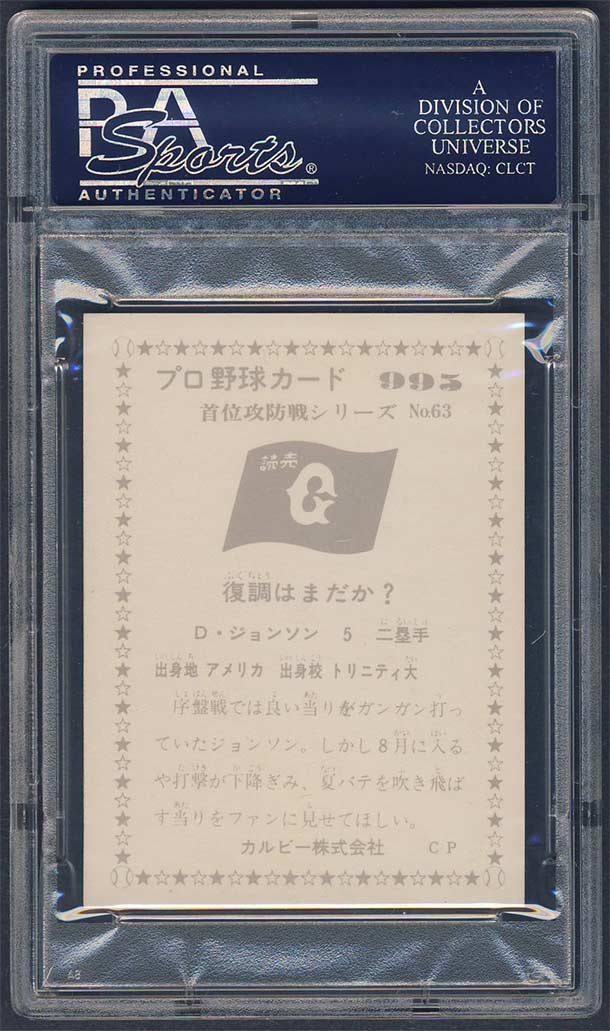 PROFESSIONAL
PSA
Sports®
AUTHENTICATOR
A
DIVISION OF
COLLECTORS
UNIVERSE
NASDAQ: CLCT
プロ野球カード 995
首位攻防戦シリーズ No.63
読売
G
復調はまだか?
D・ジョンソン 5 二塁手
出身地 アメリカ 出身校 トリニティ大
序盤戦では良い当りをガンガン打っ
ていたジョンソン。しかし8月に入る
や打撃が下降ぎみ、夏バテを吹き飛ば
す当りをファンに見せてほしい。
カルビー株式会社 CP